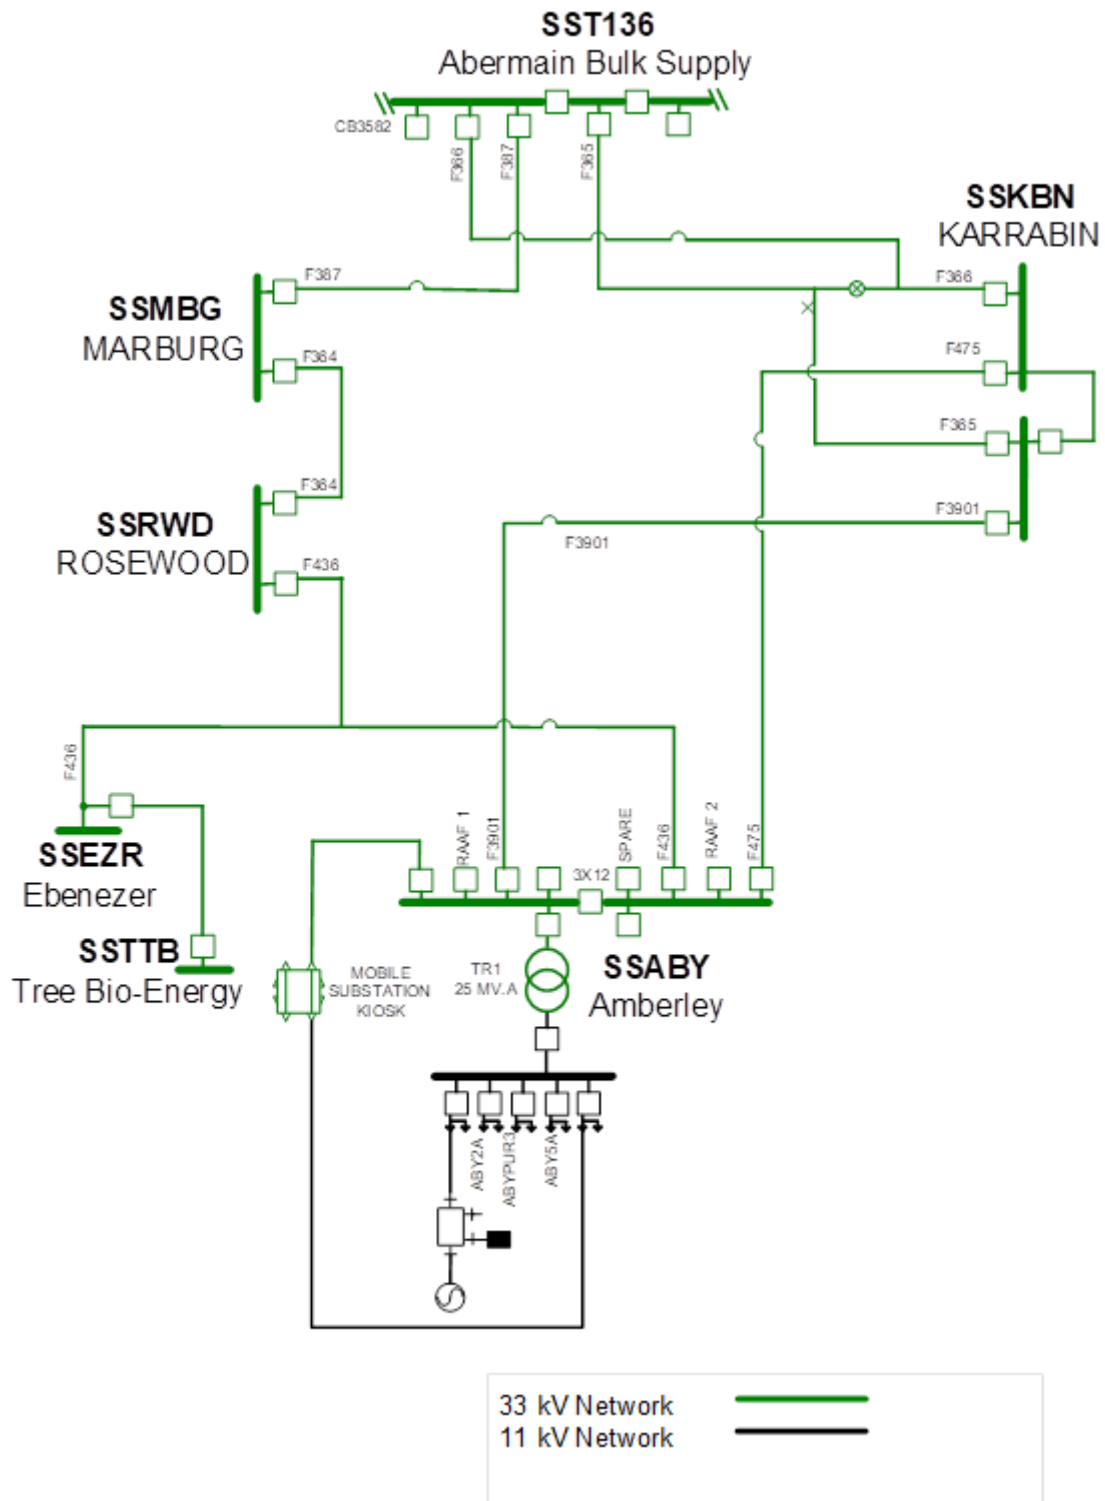 SST136
Abermain Bulk Supply
CB3582
F366
F387
F365
SSKBN
KARRABIN
F387
F366
SSMBG
MARBURG
F364
F475
F365
F364
SSRWD
ROSEWOOD
F3901
F3901
F436
F436
RAAF 1
F3901
SPARE
F436
RAAF 2
F475
3X12
SSEZR
Ebenezer
SSTTB
Tree Bio-Energy
MOBILE
SUBSTATION
KIOSK
TR1
25 MV.A
SSABY
Amberley
ABY2A
ABYPUR3
ABY5A
33 kV Network
11 kV Network